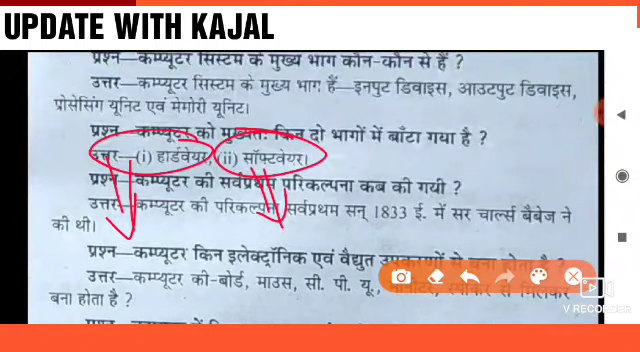 UPDATE WITH KAJAL
प्रश्न—कम्प्यूटर सिस्टम के मुख्य भाग कौन-कौन से हैं ?
उत्तर—कम्प्यूटर सिस्टम के मुख्य भाग हैं—इनपुट डिवाइस, आउटपुट डिवाइस,
प्रोसेसिंग यूनिट एवं मेमोरी यूनिट।
प्रश्न—कम्प्यूटर को मुख्यतः किन दो भागों में बाँटा गया है ?
उत्तर—(i) हार्डवेयर, (ii) सॉफ्टवेयर।
प्रश्न—कम्प्यूटर की सर्वप्रथम परिकल्पना कब की गयी ?
उत्तर—कम्प्यूटर की परिकल्पना सर्वप्रथम सन् 1833 ई. में सर चार्ल्स बैबेज ने
की थी।
प्रश्न—कम्प्यूटर किन इलेक्ट्रॉनिक एवं वैद्युत उपकरणों से बना होता है ?
उत्तर—कम्प्यूटर की-बोर्ड, माउस, सी. पी. यू., मिलकर
बना होता है ?
V RECORDER